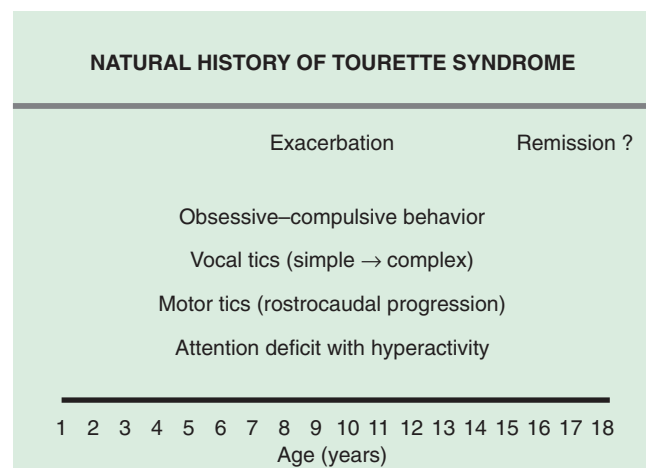 NATURAL HISTORY OF TOURETTE SYNDROME
Exacerbation Remission ?
Obsessive–compulsive behavior
Vocal tics (simple → complex)
Motor tics (rostrocaudal progression)
Attention deficit with hyperactivity
1 2 3 4 5 6 7 8 9 10 11 12 13 14 15 16 17 18
Age (years)